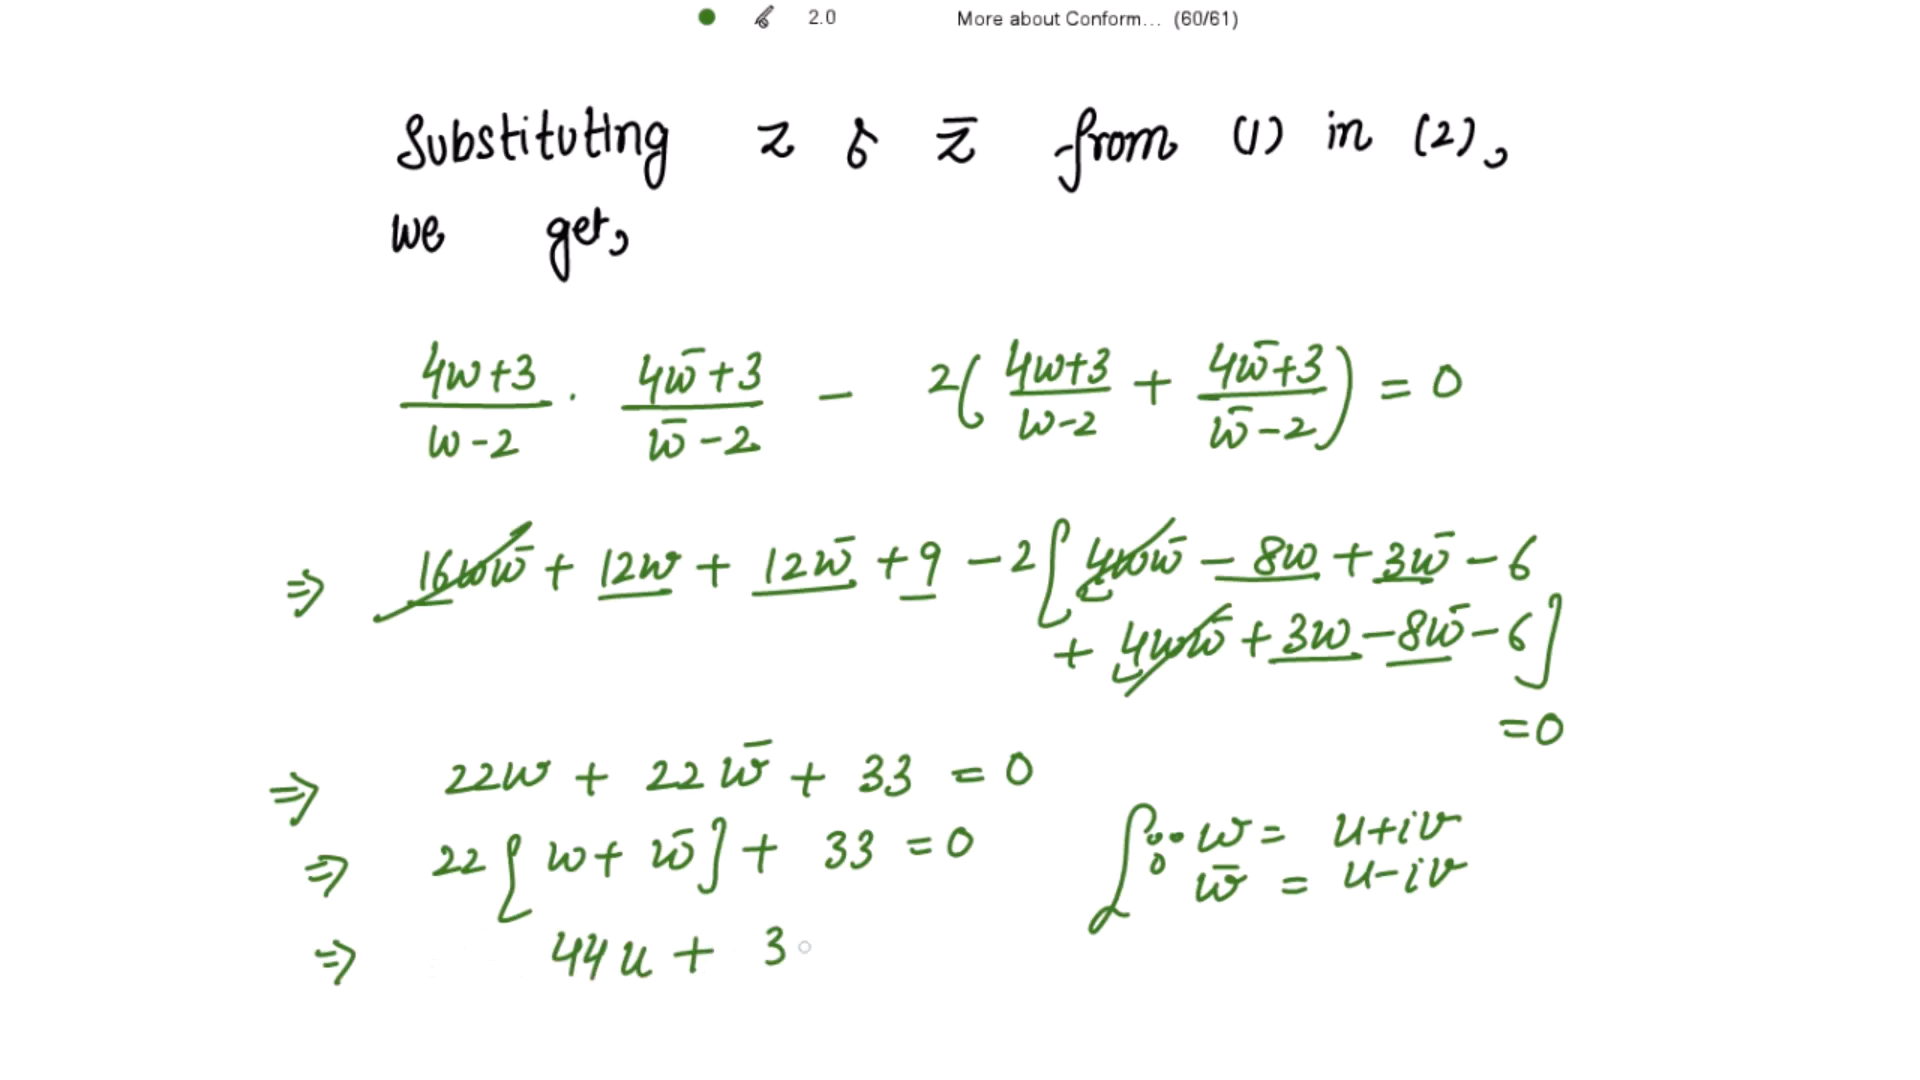 2.0 More about Conform... (60/61)
Substituting z & z̄ from (1) in (2),
we get,
(4w+3)/(w-2) · (4w̄+3)/(w̄-2) - 2((4w+3)/(w-2) + (4w̄+3)/(w̄-2)) = 0
⇒ 16ww̄ + 12w + 12w̄ + 9 - 2[4ww̄ - 8w + 3w̄ - 6
+ 4ww̄ + 3w - 8w̄ - 6]
= 0
⇒ 22w + 22w̄ + 33 = 0
⇒ 22[w + w̄] + 33 = 0
∵ w = u+iv
w̄ = u-iv
⇒ 44u + 3